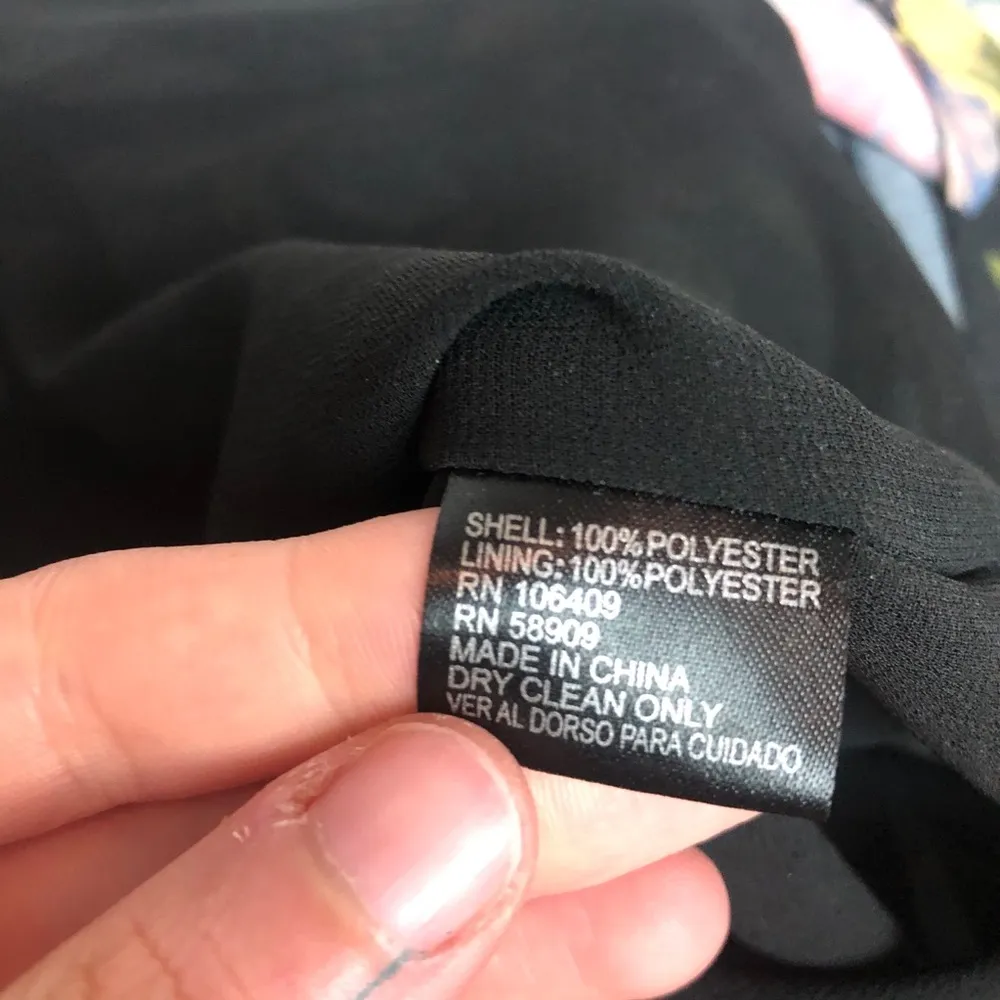 SHELL: 100% POLYESTER
LINING: 100% POLYESTER
RN 106409
RN 58909
MADE IN CHINA
DRY CLEAN ONLY
VER AL DORSO PARA CUIDADO